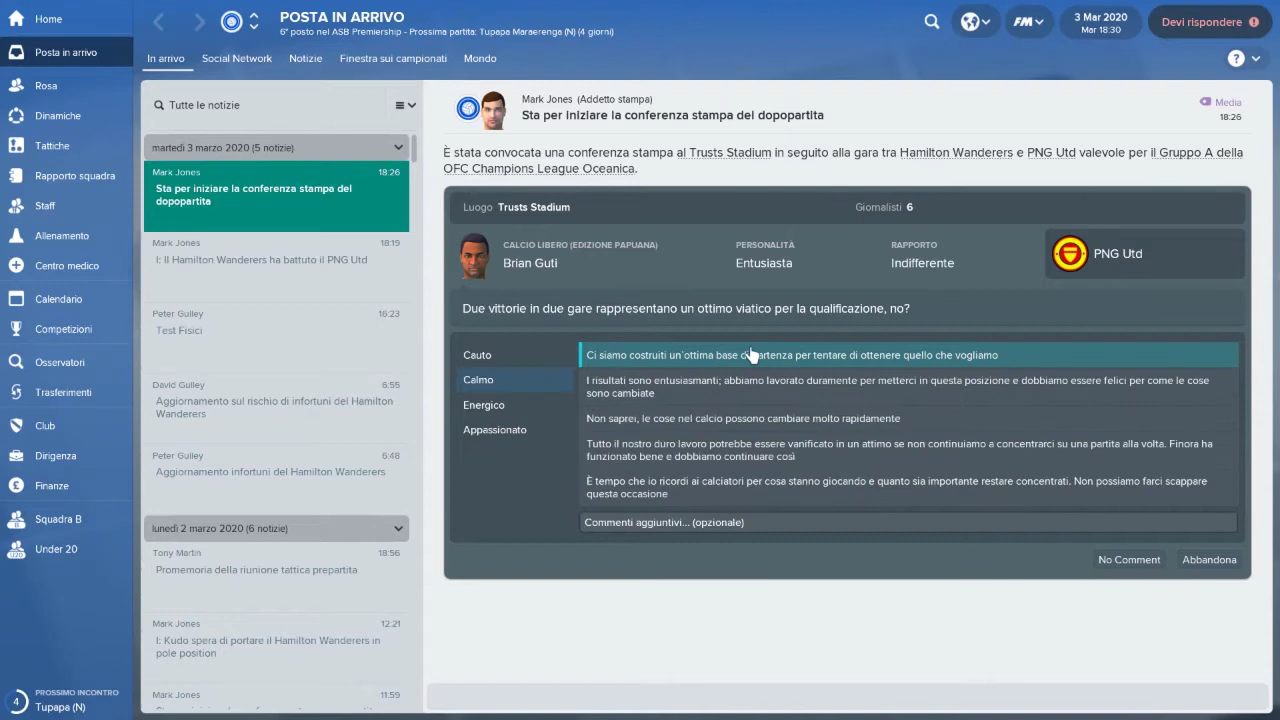 Home
POSTA IN ARRIVO
6° posto nel ASB Premiership - Prossima partita: Tupapa Maraerenga (N) (4 giorni)
FM
3 Mar 2020
Mar 18:30
Devi rispondere
Posta in arrivo
In arrivo
Social Network
Notizie
Finestra sui campionati
Mondo
?
Rosa
Dinamiche
Tattiche
Rapporto squadra
Staff
Allenamento
Centro medico
Calendario
Competizioni
Osservatori
Trasferimenti
Club
Dirigenza
Finanze
Squadra B
Under 20
4
PROSSIMO INCONTRO
Tupapa (N)
Tutte le notizie
martedì 3 marzo 2020 (5 notizie)
Mark Jones 18:26
Sta per iniziare la conferenza stampa del
dopopartita
Mark Jones 18:19
I: Il Hamilton Wanderers ha battuto il PNG Utd
Peter Gulley 16:23
Test Fisici
David Gulley 6:55
Aggiornamento sul rischio di infortuni del Hamilton
Wanderers
Peter Gulley 6:48
Aggiornamento infortuni del Hamilton Wanderers
lunedì 2 marzo 2020 (6 notizie)
Tony Martin 18:56
Promemoria della riunione tattica prepartita
Mark Jones 12:21
I: Kudo spera di portare il Hamilton Wanderers in
pole position
Mark Jones 11:59
Mark Jones (Addetto stampa)
Sta per iniziare la conferenza stampa del dopopartita
Media
18:26
È stata convocata una conferenza stampa al Trusts Stadium in seguito alla gara tra Hamilton Wanderers e PNG Utd valevole per il Gruppo A della
OFC Champions League Oceanica.
Luogo Trusts Stadium
Giornalisti 6
CALCIO LIBERO (EDIZIONE PAPUANA)
Brian Guti
PERSONALITÀ
Entusiasta
RAPPORTO
Indifferente
PNG Utd
Due vittorie in due gare rappresentano un ottimo viatico per la qualificazione, no?
Cauto
Calmo
Energico
Appassionato
Ci siamo costruiti un'ottima base di partenza per tentare di ottenere quello che vogliamo
I risultati sono entusiasmanti; abbiamo lavorato duramente per metterci in questa posizione e dobbiamo essere felici per come le cose
sono cambiate
Non saprei, le cose nel calcio possono cambiare molto rapidamente
Tutto il nostro duro lavoro potrebbe essere vanificato in un attimo se non continuiamo a concentrarci su una partita alla volta. Finora ha
funzionato bene e dobbiamo continuare così
È tempo che io ricordi ai calciatori per cosa stanno giocando e quanto sia importante restare concentrati. Non possiamo farci scappare
questa occasione
Commenti aggiuntivi... (opzionale)
No Comment
Abbandona